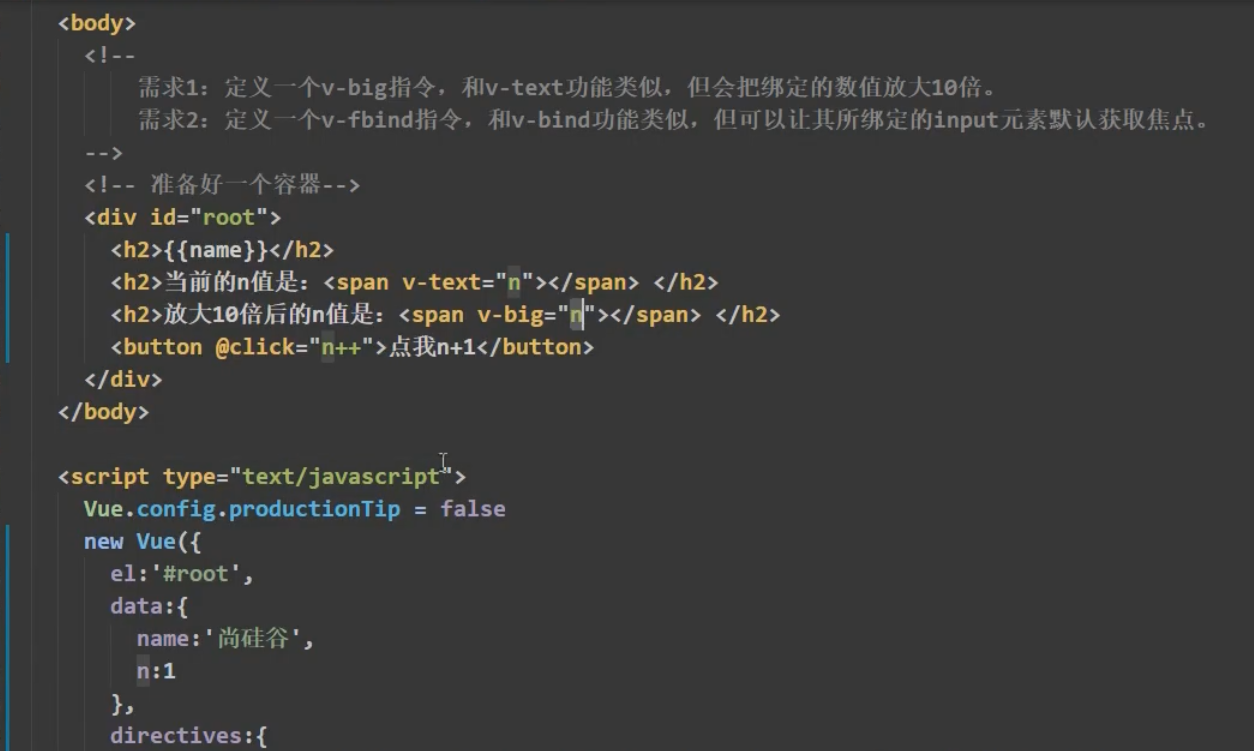 <body>
<!--
需求1：定义一个v-big指令，和v-text功能类似，但会把绑定的数值放大10倍。
需求2：定义一个v-fbind指令，和v-bind功能类似，但可以让其所绑定的input元素默认获取焦点。
-->
<!-- 准备好一个容器-->
<div id="root">
<h2>{{name}}</h2>
<h2>当前的n值是：<span v-text="n"></span> </h2>
<h2>放大10倍后的n值是：<span v-big="n"></span> </h2>
<button @click="n++">点我n+1</button>
</div>
</body>
<script type="text/javascript">
Vue.config.productionTip = false
new Vue({
el:'#root',
data:{
name:'尚硅谷',
n:1
},
directives:{